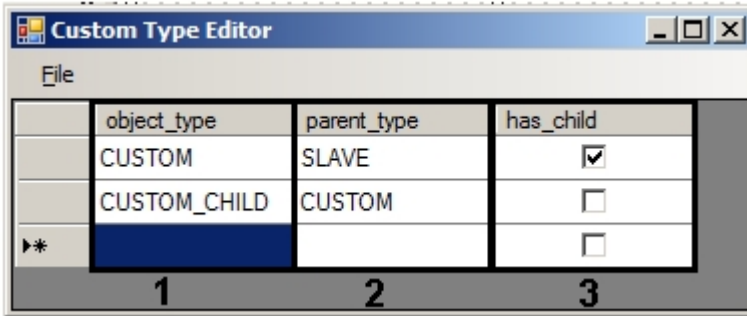 Custom Type Editor
File
object_type parent_type has_child
CUSTOM SLAVE
CUSTOM_CHILD CUSTOM
1 2 3